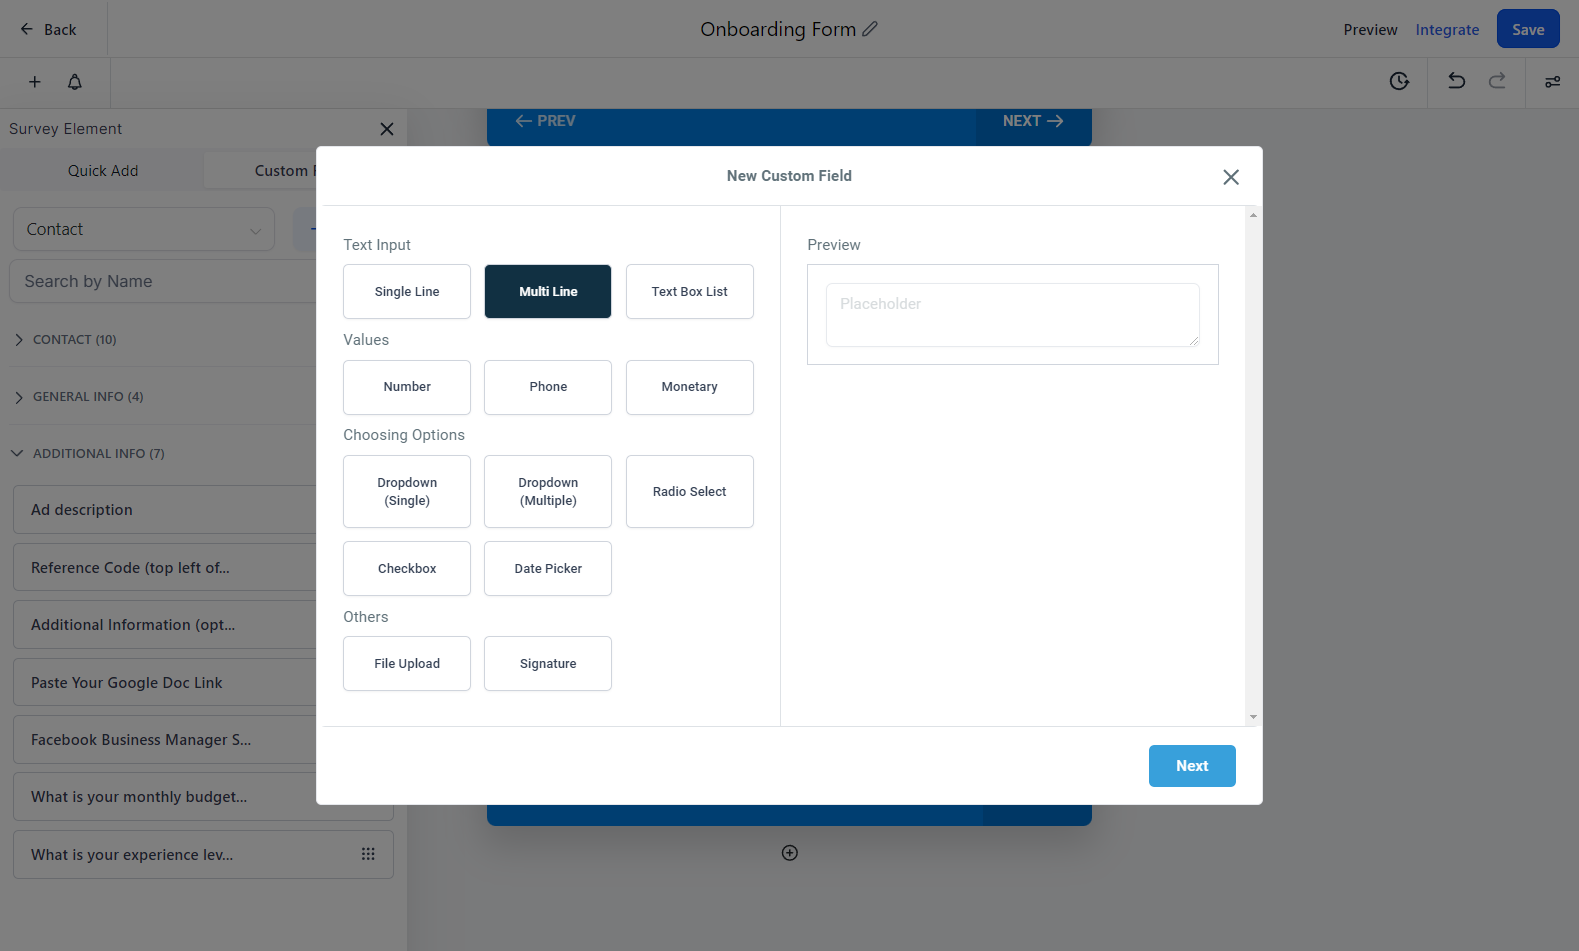 Back
Onboarding Form
Preview
Integrate
Save
Survey Element
PREV
NEXT
Quick Add
Custom F
Contact
Search by Name
CONTACT (10)
GENERAL INFO (4)
ADDITIONAL INFO (7)
Ad description
Reference Code (top left of...
Additional Information (opt...
Paste Your Google Doc Link
Facebook Business Manager S...
What is your monthly budget...
What is your experience lev...
New Custom Field
Text Input
Single Line
Multi Line
Text Box List
Values
Number
Phone
Monetary
Choosing Options
Dropdown
(Single)
Dropdown
(Multiple)
Radio Select
Checkbox
Date Picker
Others
File Upload
Signature
Preview
Placeholder
Next